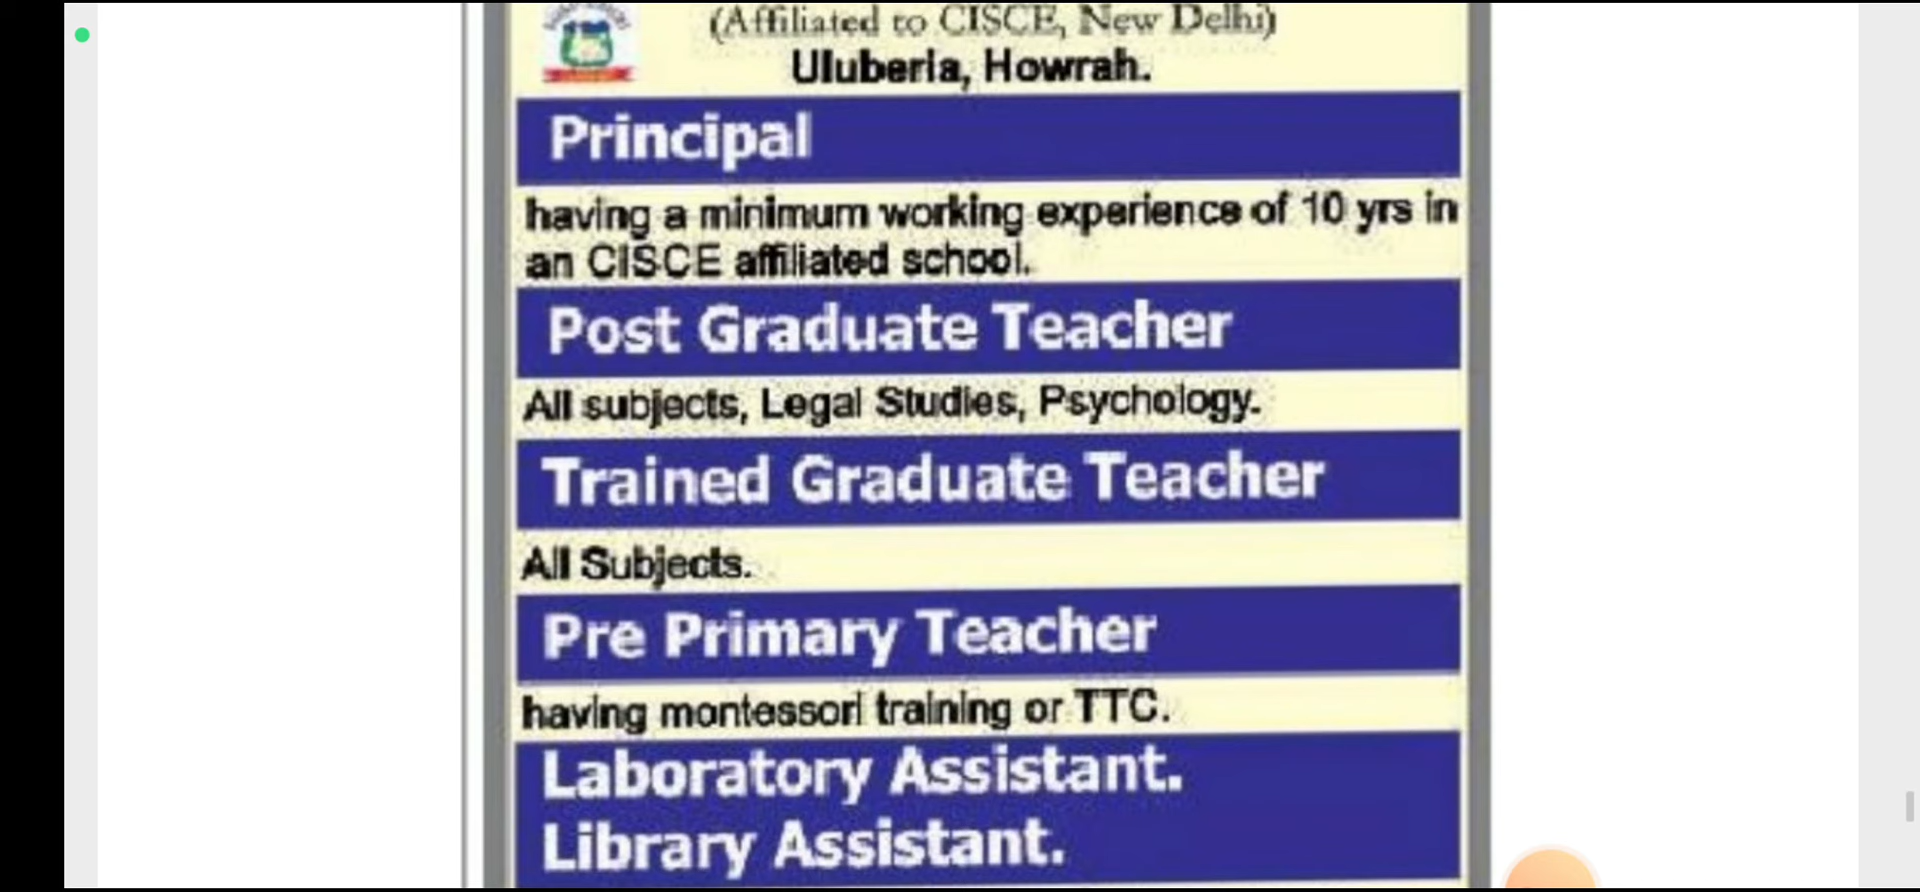 (Affiliated to CISCE, New Delhi)
Uluberia, Howrah.
Principal
having a minimum working experience of 10 yrs in
an CISCE affiliated school.
Post Graduate Teacher
All subjects, Legal Studies, Psychology.
Trained Graduate Teacher
All Subjects.
Pre Primary Teacher
having montessori training or TTC.
Laboratory Assistant.
Library Assistant.